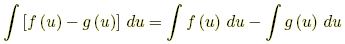 ∫ [f (u) − g (u)] du = ∫ f (u) du − ∫ g (u) du